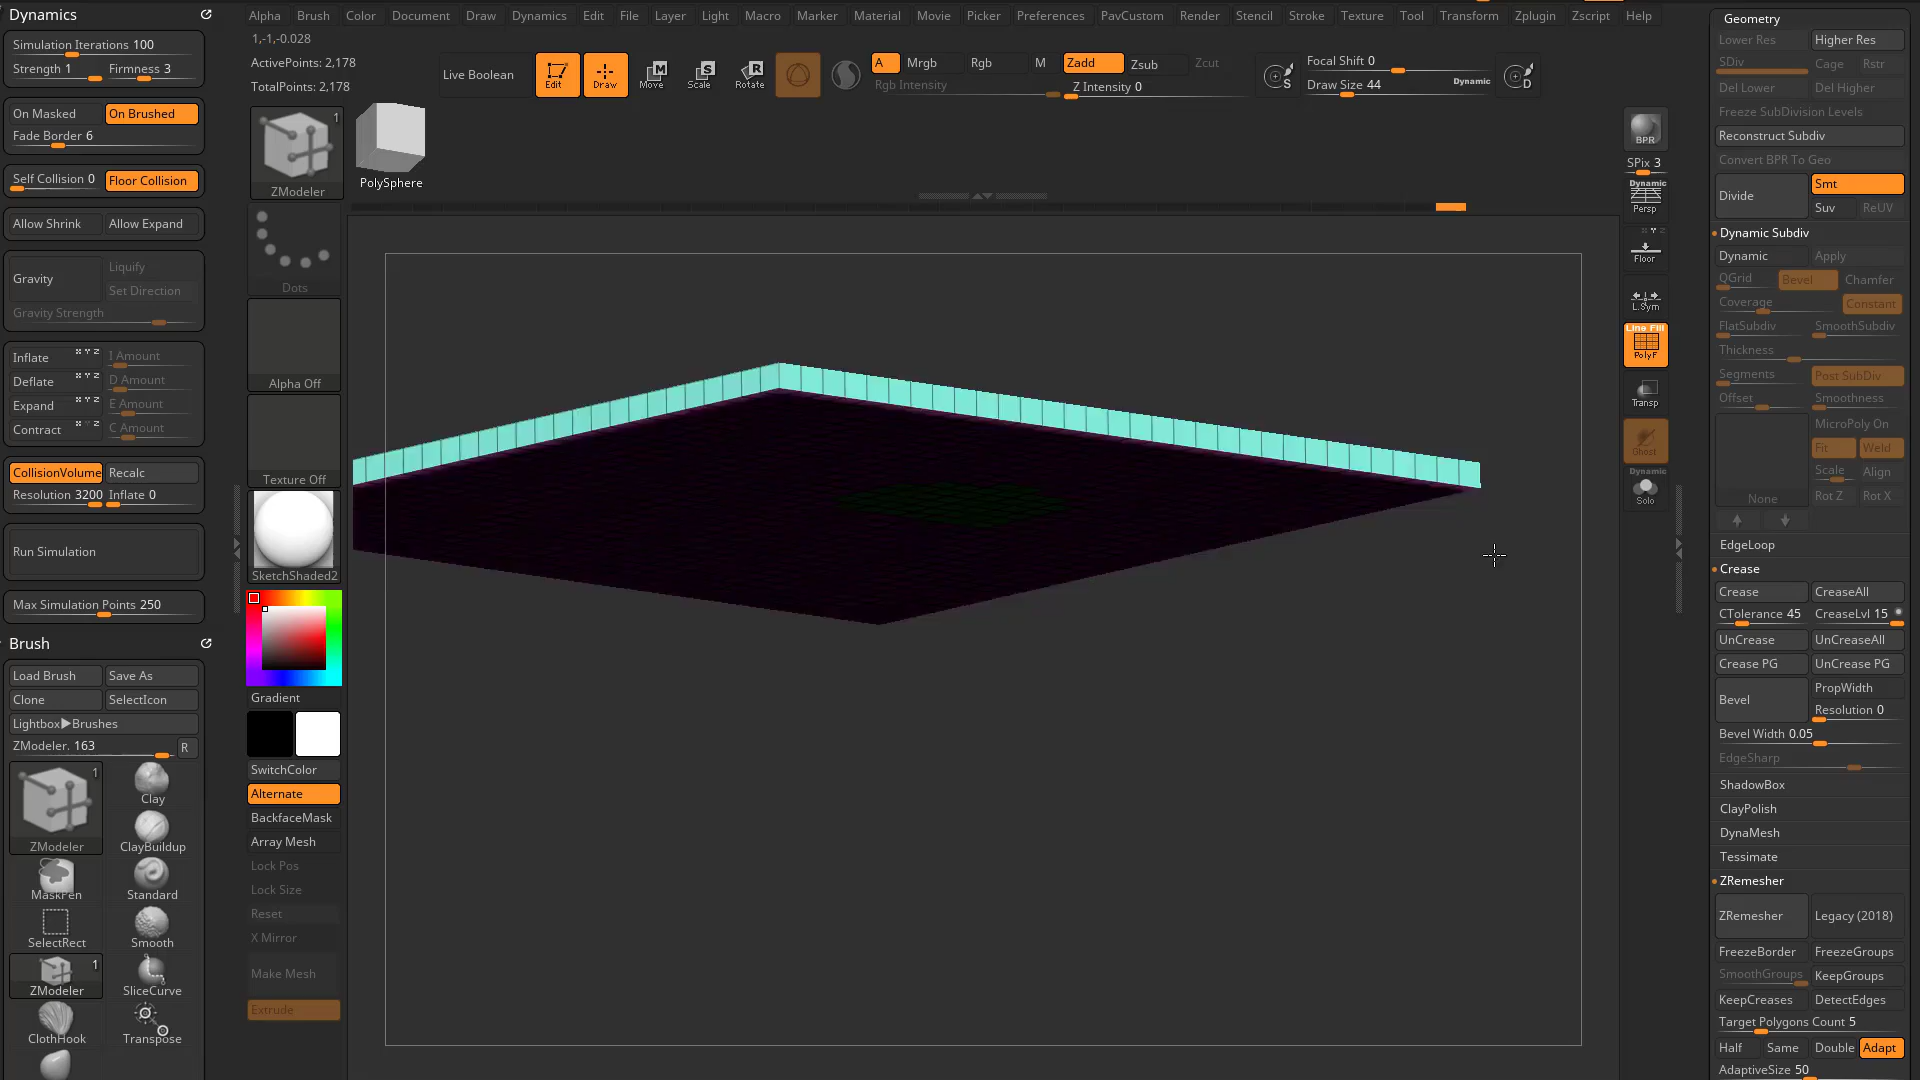 Dynamics
Simulation Iterations 100
Strength 1
Firmness 3
On Masked
On Brushed
Fade Border 6
Self Collision 0
Floor Collision
Allow Shrink
Allow Expand
Gravity
Liquify
Set Direction
Gravity Strength
Inflate
I Amount
Deflate
D Amount
Expand
E Amount
Contract
C Amount
CollisionVolume
Recalc
Resolution 3200
Inflate 0
Run Simulation
Max Simulation Points 250
Brush
Load Brush
Save As
Clone
SelectIcon
Lightbox▶Brushes
ZModeler. 163
R
1
ZModeler
Clay
ClayBuildup
MaskPen
Standard
SelectRect
Smooth
1
ZModeler
SliceCurve
ClothHook
Transpose
Alpha
Brush
Color
Document
Draw
Dynamics
Edit
File
Layer
Light
Macro
Marker
Material
Movie
Picker
Preferences
PavCustom
Render
Stencil
Stroke
Texture
Tool
Transform
Zplugin
Zscript
Help
1,-1,-0.028
ActivePoints: 2,178
TotalPoints: 2,178
Live Boolean
Edit
Draw
Move
Scale
Rotate
A
Mrgb
Rgb
M
Zadd
Zsub
Zcut
Rgb Intensity
Z Intensity 0
S
Focal Shift 0
Draw Size 44
Dynamic
D
1
ZModeler
PolySphere
Dots
Alpha Off
Texture Off
SketchShaded2
Gradient
SwitchColor
Alternate
BackfaceMask
Array Mesh
Lock Pos
Lock Size
Reset
X Mirror
Make Mesh
Extrude
BPR
SPix 3
Dynamic
Persp
Floor
L.Sym
Line Fill
PolyF
Transp
Ghost
Dynamic
Solo
Geometry
Lower Res
Higher Res
SDiv
Cage
Rstr
Del Lower
Del Higher
Freeze SubDivision Levels
Reconstruct Subdiv
Convert BPR To Geo
Divide
Smt
Suv
ReUV
Dynamic Subdiv
Dynamic
Apply
QGrid
Bevel
Chamfer
Coverage
Constant
FlatSubdiv
SmoothSubdiv
Thickness
Segments
Post SubDiv
Offset
Smoothness
MicroPoly On
Fit
Weld
Scale
Align
None
Rot Z
Rot X
EdgeLoop
Crease
Crease
CreaseAll
CTolerance 45
CreaseLvl 15
UnCrease
UnCreaseAll
Crease PG
UnCrease PG
Bevel
PropWidth
Resolution 0
Bevel Width 0.05
EdgeSharp
ShadowBox
ClayPolish
DynaMesh
Tessimate
ZRemesher
ZRemesher
Legacy (2018)
FreezeBorder
FreezeGroups
SmoothGroups
KeepGroups
KeepCreases
DetectEdges
Target Polygons Count 5
Half
Same
Double
Adapt
AdaptiveSize 50